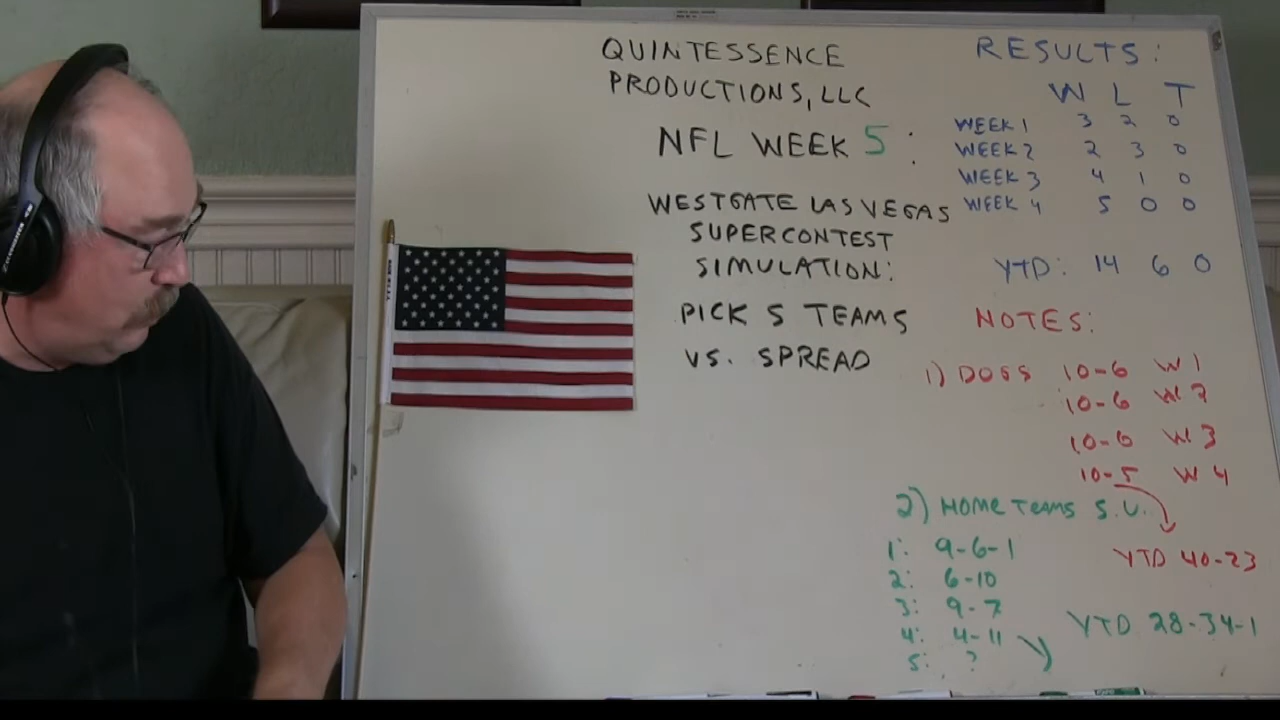 QUINTESSENCE
PRODUCTIONS, LLC
NFL WEEK 5:
WESTGATE LAS VEGAS
SUPERCONTEST
SIMULATION:
PICK 5 TEAMS
VS. SPREAD
RESULTS:
W L T
WEEK 1 3 2 0
WEEK 2 2 3 0
WEEK 3 4 1 0
WEEK 4 5 0 0
YTD: 14 6 0
NOTES:
1) DOGS 10-6 W 1
10-6 W 2
10-6 W 3
10-5 W 4
YTD 40-23
2) HOME TEAMS S.U.
1: 9-6-1
2: 6-10
3: 9-7
4: 4-11
5: ?
YTD 28-34-1